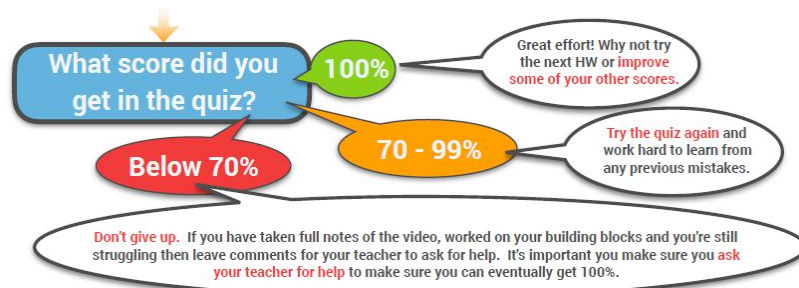 What score did you
get in the quiz?
100%
Great effort! Why not try
the next HW or improve
some of your other scores.
70 - 99%
Try the quiz again and
work hard to learn from
any previous mistakes.
Below 70%
Don't give up. If you have taken full notes of the video, worked on your building blocks and you're still
struggling then leave comments for your teacher to ask for help. It's important you make sure you ask
your teacher for help to make sure you can eventually get 100%.